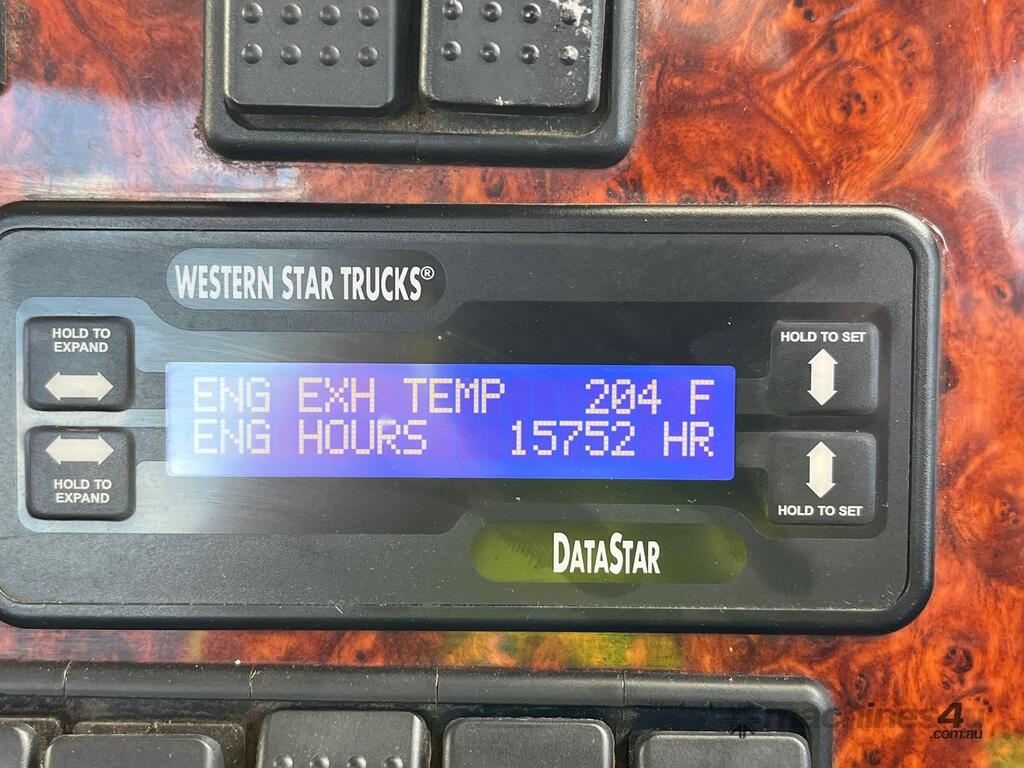 WESTERN STAR TRUCKS®
HOLD TO
EXPAND
HOLD TO SET
ENG EXH TEMP 204 F
ENG HOURS 15752 HR
HOLD TO
EXPAND
HOLD TO SET
DATASTAR
machines4u
.com.au